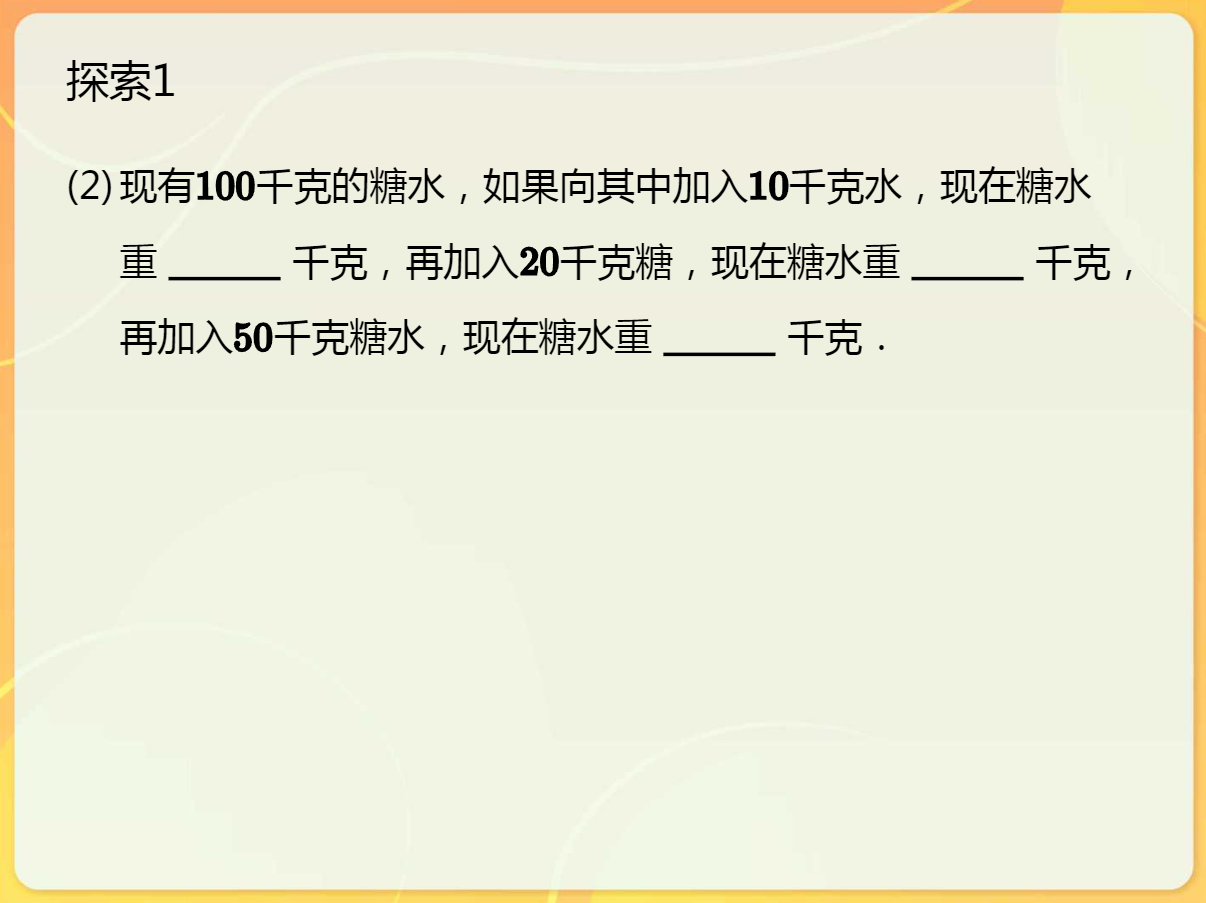 探索1
(2)现有100千克的糖水，如果向其中加入10千克水，现在糖水
重 ______ 千克，再加入20千克糖，现在糖水重 ______ 千克，
再加入50千克糖水，现在糖水重 ______ 千克．